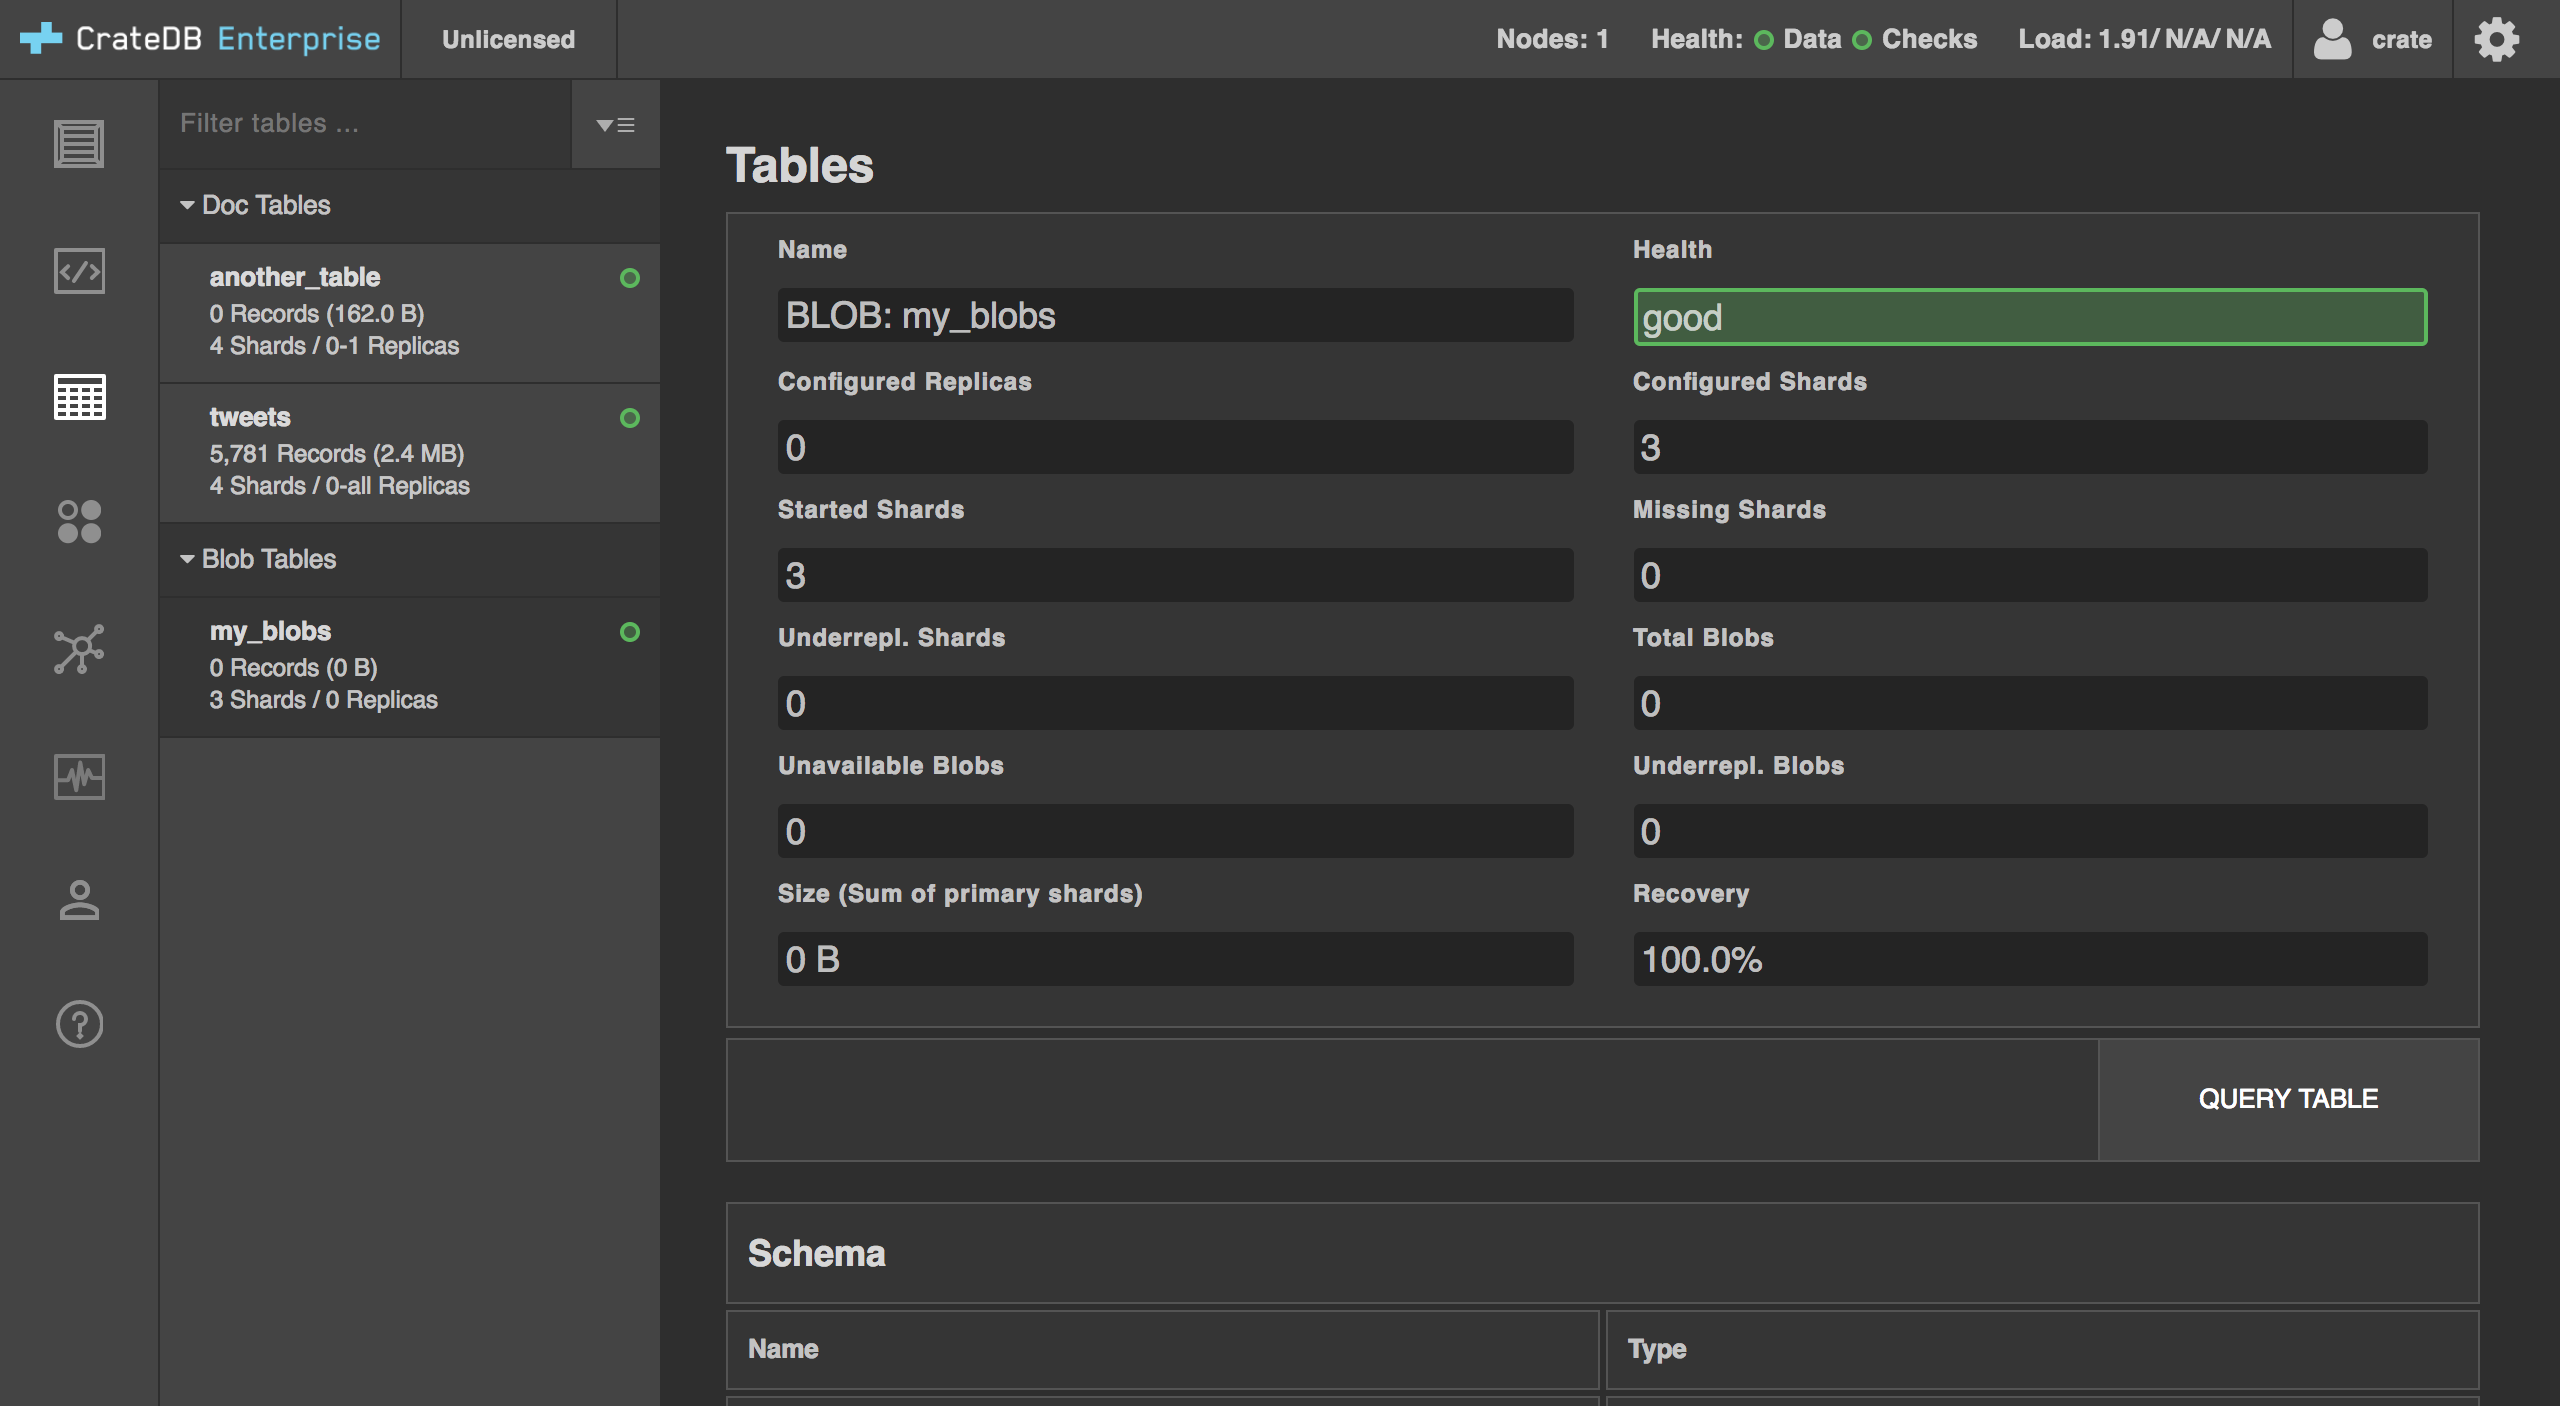 CrateDB Enterprise
Unlicensed
Nodes: 1
Health: Data Checks
Load: 1.91/ N/A/ N/A
crate
Filter tables ...
Doc Tables
another_table
0 Records (162.0 B)
4 Shards / 0-1 Replicas
tweets
5,781 Records (2.4 MB)
4 Shards / 0-all Replicas
Blob Tables
my_blobs
0 Records (0 B)
3 Shards / 0 Replicas
Tables
Name
BLOB: my_blobs
Health
good
Configured Replicas
0
Configured Shards
3
Started Shards
3
Missing Shards
0
Underrepl. Shards
0
Total Blobs
0
Unavailable Blobs
0
Underrepl. Blobs
0
Size (Sum of primary shards)
0 B
Recovery
100.0%
QUERY TABLE
Schema
Name
Type